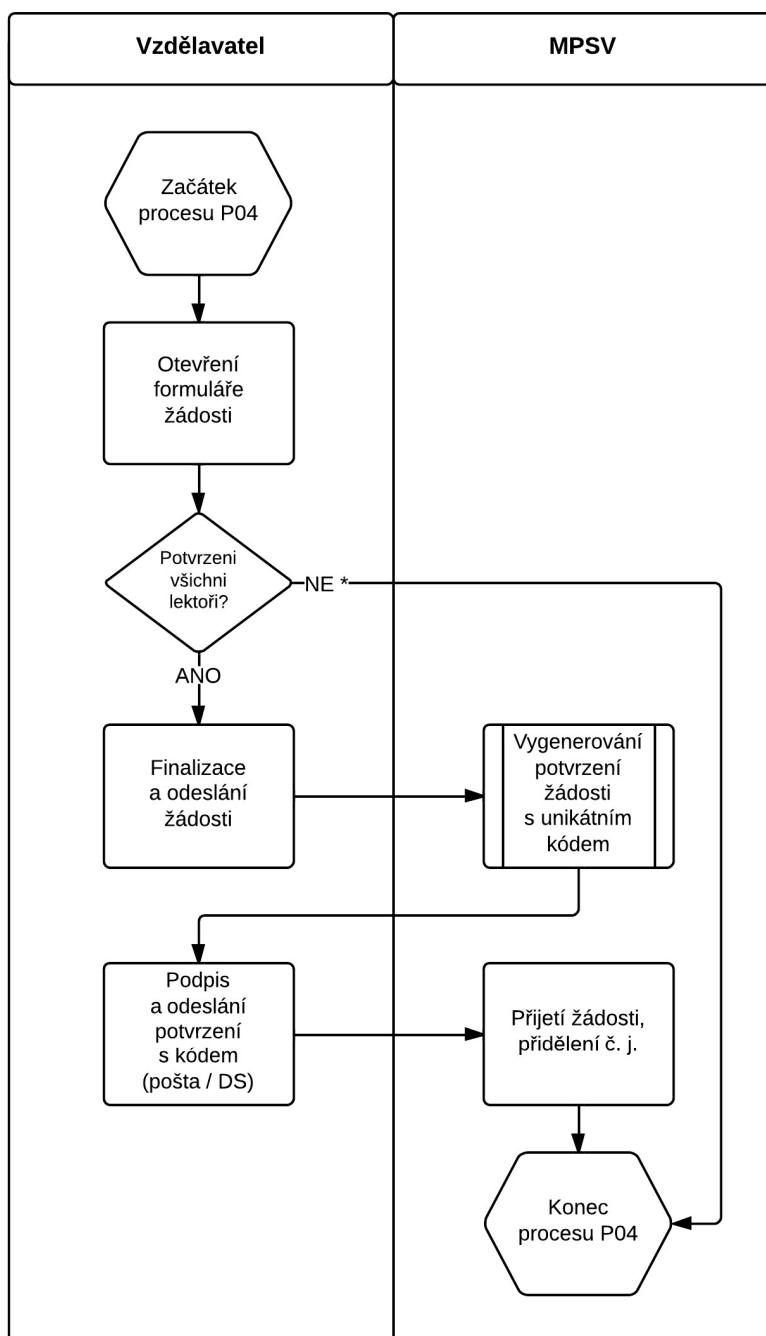 Vzdělavatel
MPSV
Začátek
procesu P04
Otevření
formuláře
žádosti
Potvrzeni
všichni
lektoři?
NE *
ANO
Finalizace
a odeslání
žádosti
Vygenerování
potvrzení
žádosti
s unikátním
kódem
Podpis
a odeslání
potvrzení
s kódem
(pošta / DS)
Přijetí žádosti,
přidělení č. j.
Konec
procesu P04